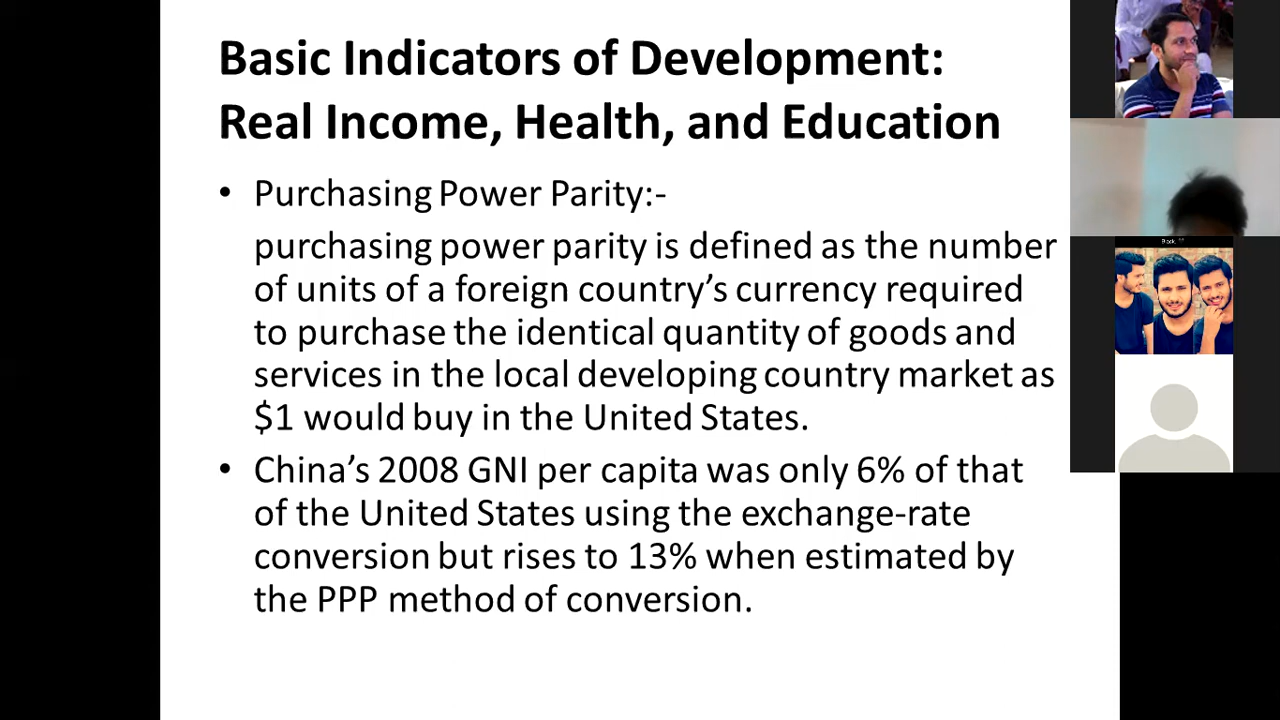 Basic Indicators of Development:
Real Income, Health, and Education
• Purchasing Power Parity:-
purchasing power parity is defined as the number
of units of a foreign country’s currency required
to purchase the identical quantity of goods and
services in the local developing country market as
$1 would buy in the United States.
• China’s 2008 GNI per capita was only 6% of that
of the United States using the exchange-rate
conversion but rises to 13% when estimated by
the PPP method of conversion.